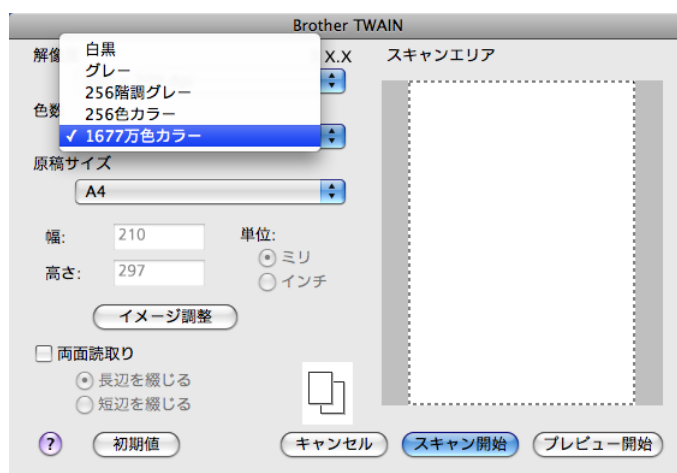 Brother TWAIN
解像
X.X
スキャンエリア
白黒
グレー
256階調グレー
色数
256色カラー
✓ 1677万色カラー
原稿サイズ
A4
幅:
210
単位:
ミリ
高さ:
297
インチ
イメージ調整
両面読取り
長辺を綴じる
短辺を綴じる
?
初期値
キャンセル
スキャン開始
プレビュー開始